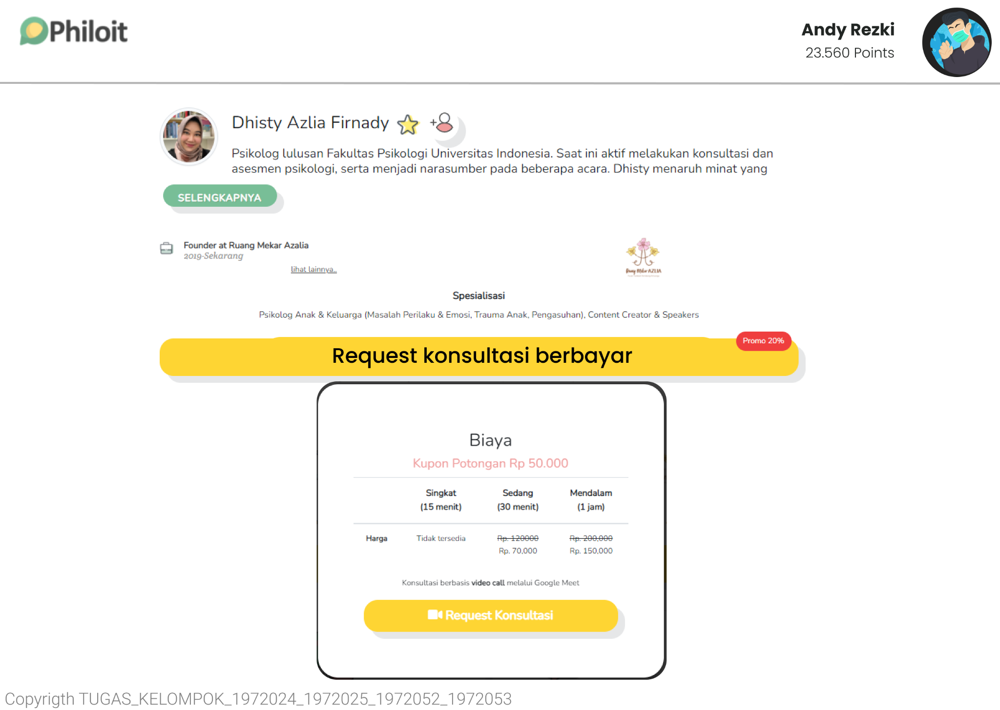 Philoit
Andy Rezki
23.560 Points
Dhisty Azlia Firnady
Psikolog lulusan Fakultas Psikologi Universitas Indonesia. Saat ini aktif melakukan konsultasi dan
asesmen psikologi, serta menjadi narasumber pada beberapa acara. Dhisty menaruh minat yang
SELENGKAPNYA
Founder at Ruang Mekar Azalia
2019-Sekarang
lihat lainnya..
Ruang Mekar AZLIA
Spesialisasi
Psikolog Anak & Keluarga (Masalah Perilaku & Emosi, Trauma Anak, Pengasuhan), Content Creator & Speakers
Promo 20%
Request konsultasi berbayar
Biaya
Kupon Potongan Rp 50.000
Singkat Sedang Mendalam
(15 menit) (30 menit) (1 jam)
Harga Tidak tersedia Rp. 120000 Rp. 200,000
Rp. 70,000 Rp. 150,000
Konsultasi berbasis video call melalui Google Meet
Request Konsultasi
Copyrigth TUGAS_KELOMPOK_1972024_1972025_1972052_1972053